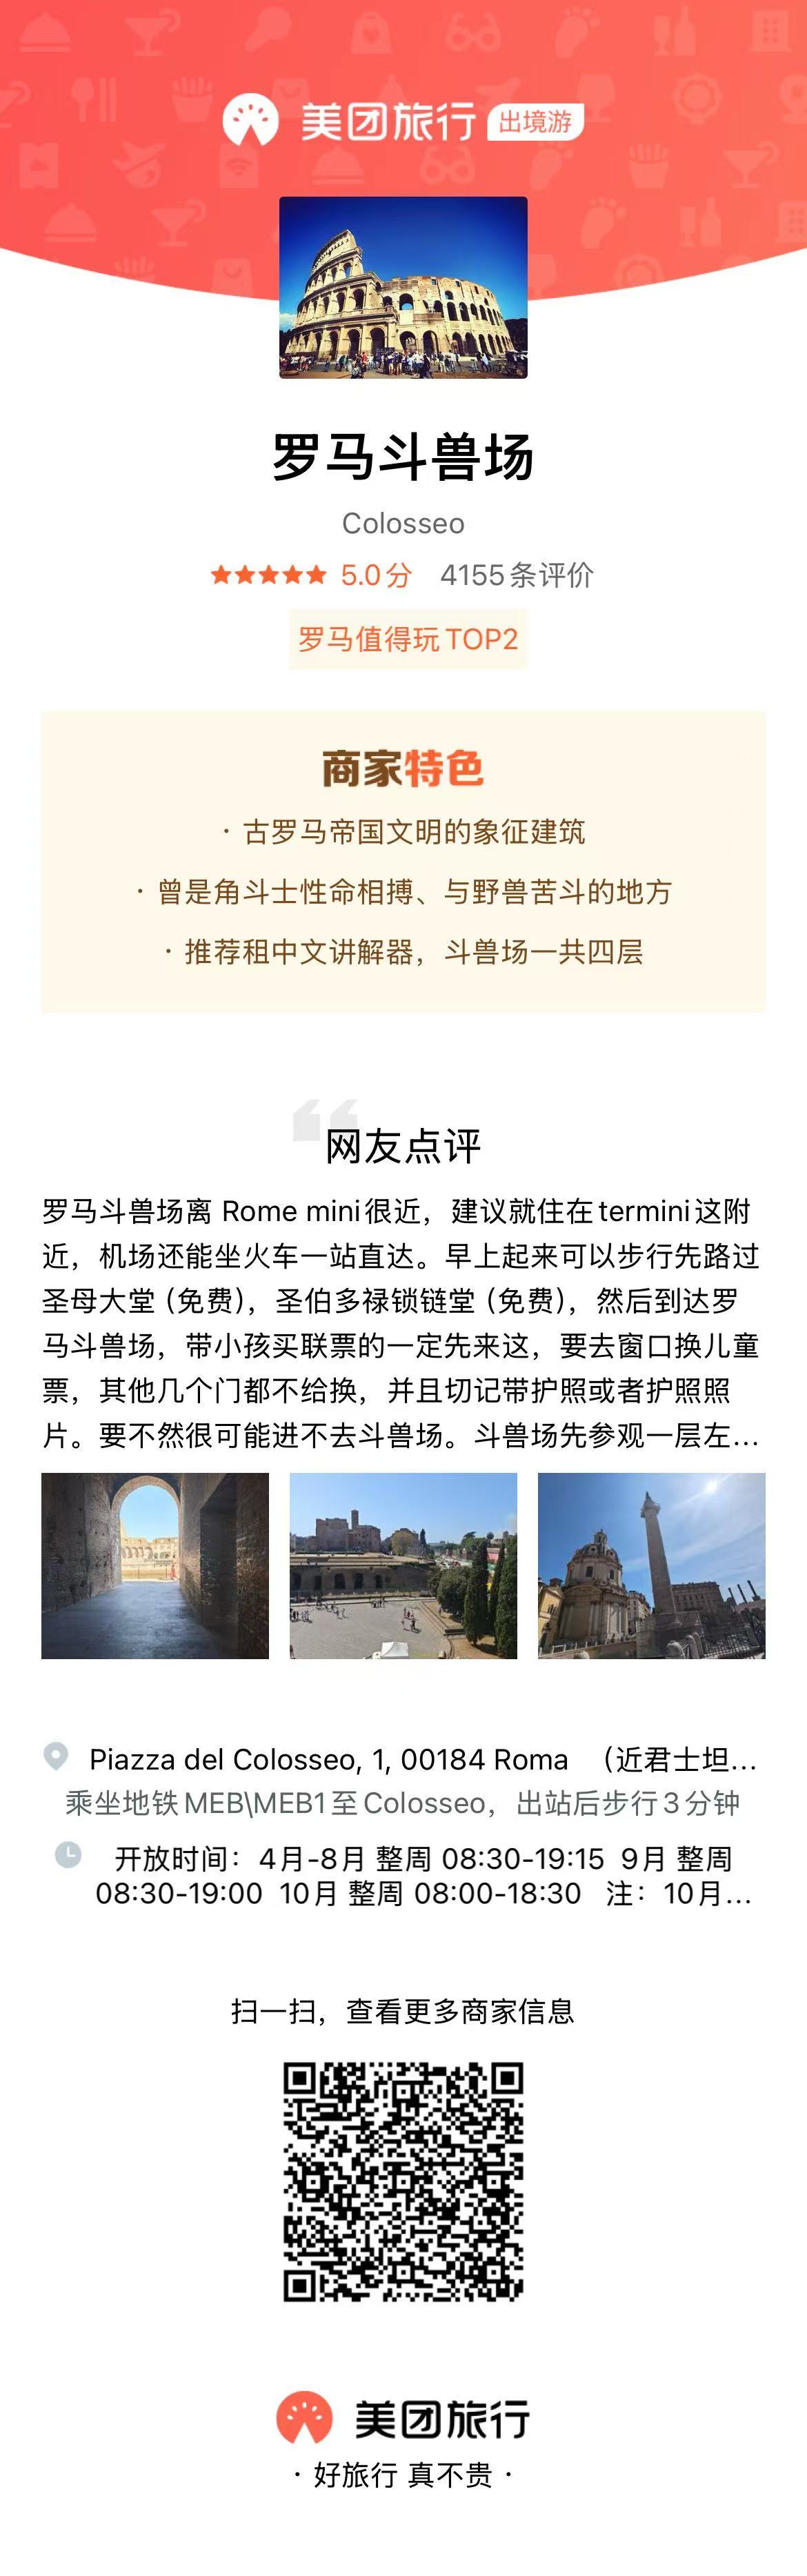 美团旅行 出境游
罗马斗兽场
Colosseo
5.0分 4155条评价
罗马值得玩TOP2
商家特色
· 古罗马帝国文明的象征建筑
· 曾是角斗士性命相搏、与野兽苦斗的地方
· 推荐租中文讲解器，斗兽场一共四层
网友点评
罗马斗兽场离 Rome mini很近，建议就住在termini这附
近，机场还能坐火车一站直达。早上起来可以步行先路过
圣母大堂（免费），圣伯多禄锁链堂（免费），然后到达罗
马斗兽场，带小孩买联票的一定先来这，要去窗口换儿童
票，其他几个门都不给换，并且切记带护照或者护照照
片。要不然很可能进不去斗兽场。斗兽场先参观一层左...
Piazza del Colosseo, 1, 00184 Roma （近君士坦...
乘坐地铁MEB\MEB1至Colosseo，出站后步行3分钟
开放时间：4月-8月 整周 08:30-19:15 9月 整周
08:30-19:00 10月 整周 08:00-18:30 注：10月...
扫一扫，查看更多商家信息
美团旅行
· 好旅行 真不贵 ·